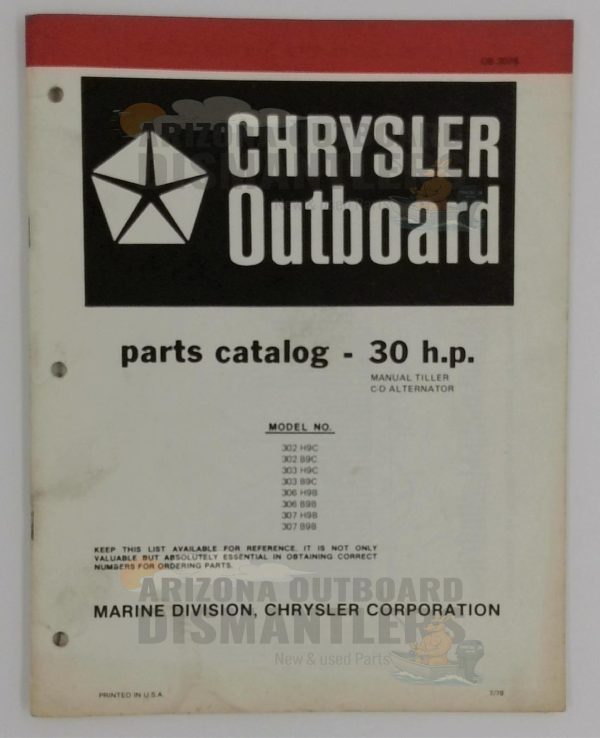 CHRYSLER
Outboard
parts catalog - 30 h.p.
MANUAL TILLER
C-D ALTERNATOR
MODEL NO.
302 H9C
302 B9C
303 H9C
303 B9C
306 H9B
306 B9B
307 H9B
307 B9B
KEEP THIS LIST AVAILABLE FOR REFERENCE. IT IS NOT ONLY
VALUABLE BUT ABSOLUTELY ESSENTIAL IN OBTAINING CORRECT
NUMBERS FOR ORDERING PARTS.
ARIZONA OUTBOARD
MARINE DIVISION, CHRYSLER CORPORATION
DISMANTLERS
New & used Parts
PRINTED IN U.S.A.
7/78